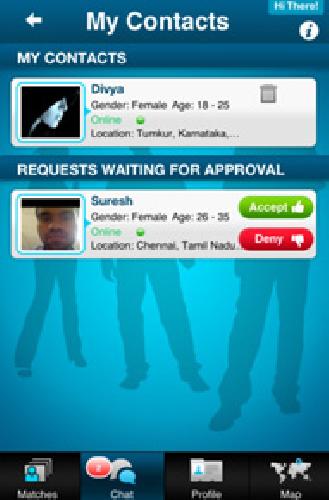 Hi There!
My Contacts
i
MY CONTACTS
Divya
Gender: Female Age: 18 - 25
Online
Location: Tumkur, Karnataka,...
REQUESTS WAITING FOR APPROVAL
Suresh
Gender: Female Age: 26 - 35
Online
Location: Chennai, Tamil Nadu...
Accept
Deny
Matches
Chat
Profile
Map